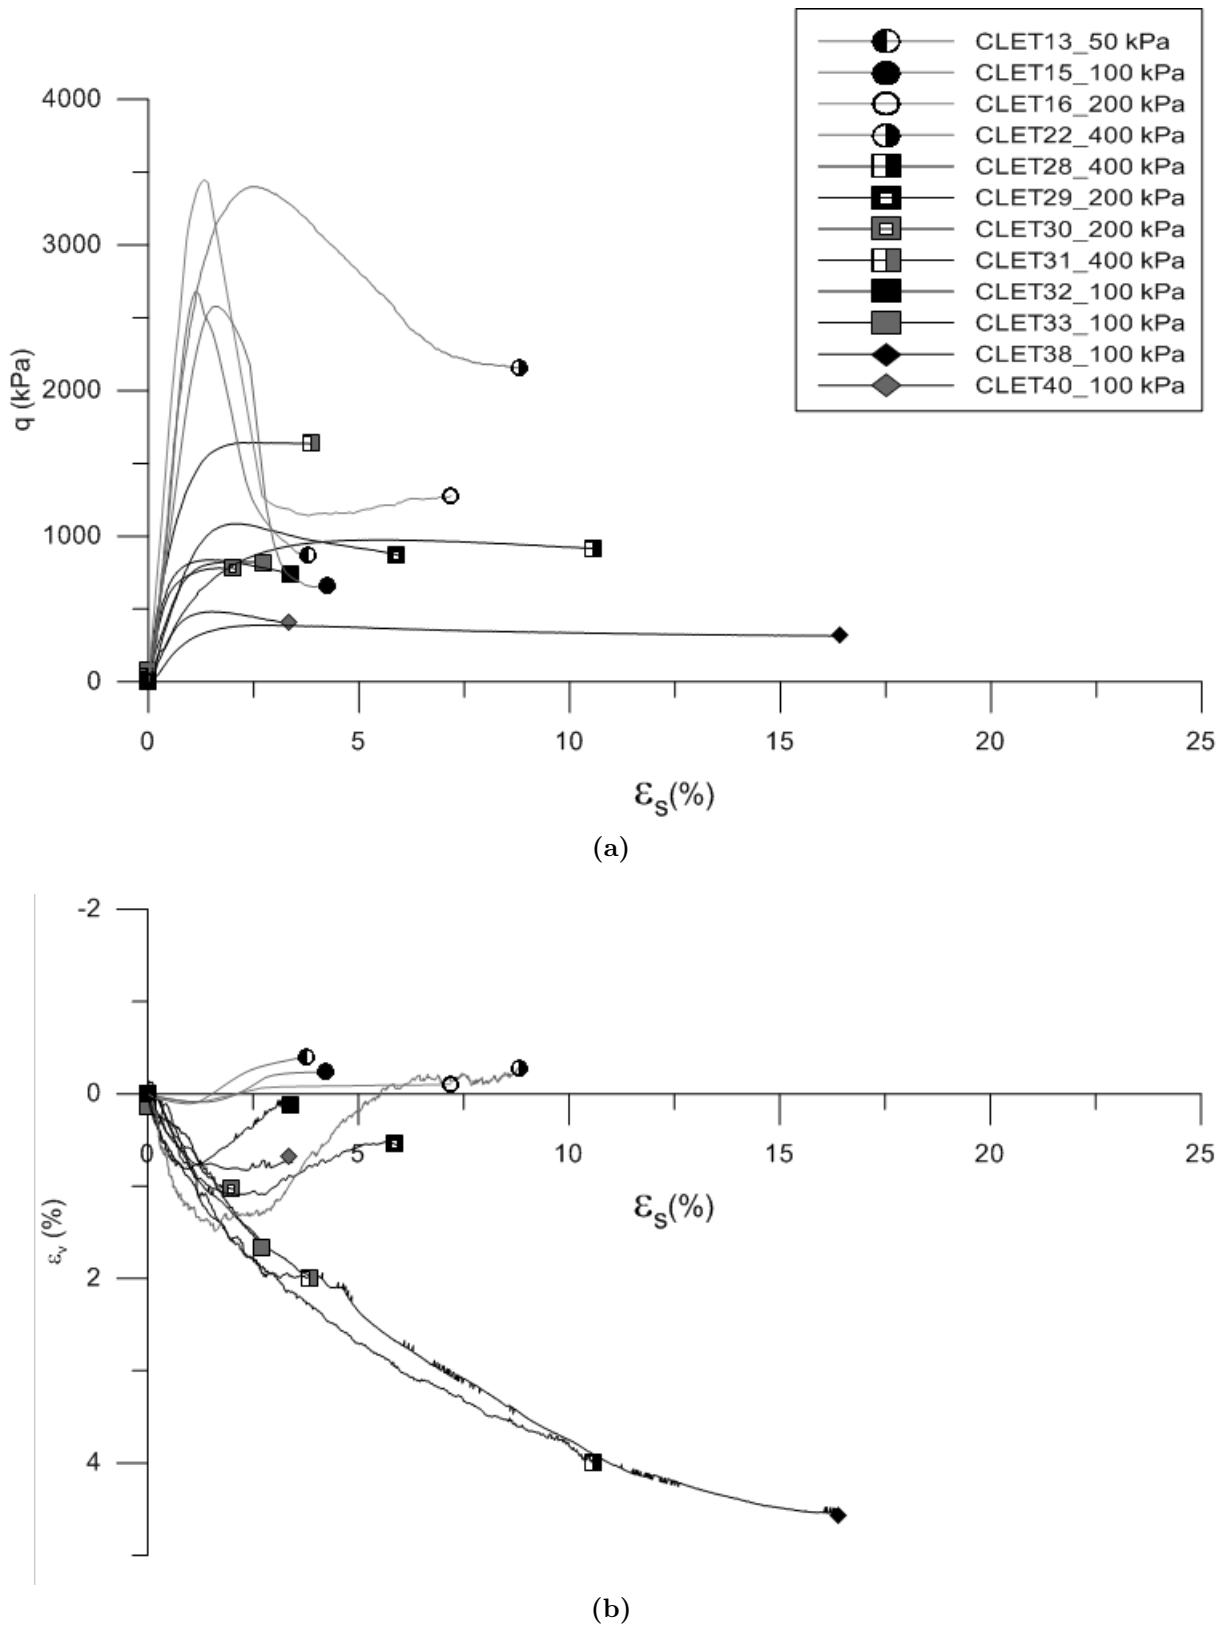 CLET13_50 kPa
CLET15_100 kPa
CLET16_200 kPa
CLET22_400 kPa
CLET28_400 kPa
CLET29_200 kPa
CLET30_200 kPa
CLET31_400 kPa
CLET32_100 kPa
CLET33_100 kPa
CLET38_100 kPa
CLET40_100 kPa
4000
3000
2000
1000
0
q (kPa)
0 5 10 15 20 25
εs(%)
(a)
-2
0
2
4
εv (%)
0 5 10 15 20 25
εs(%)
(b)